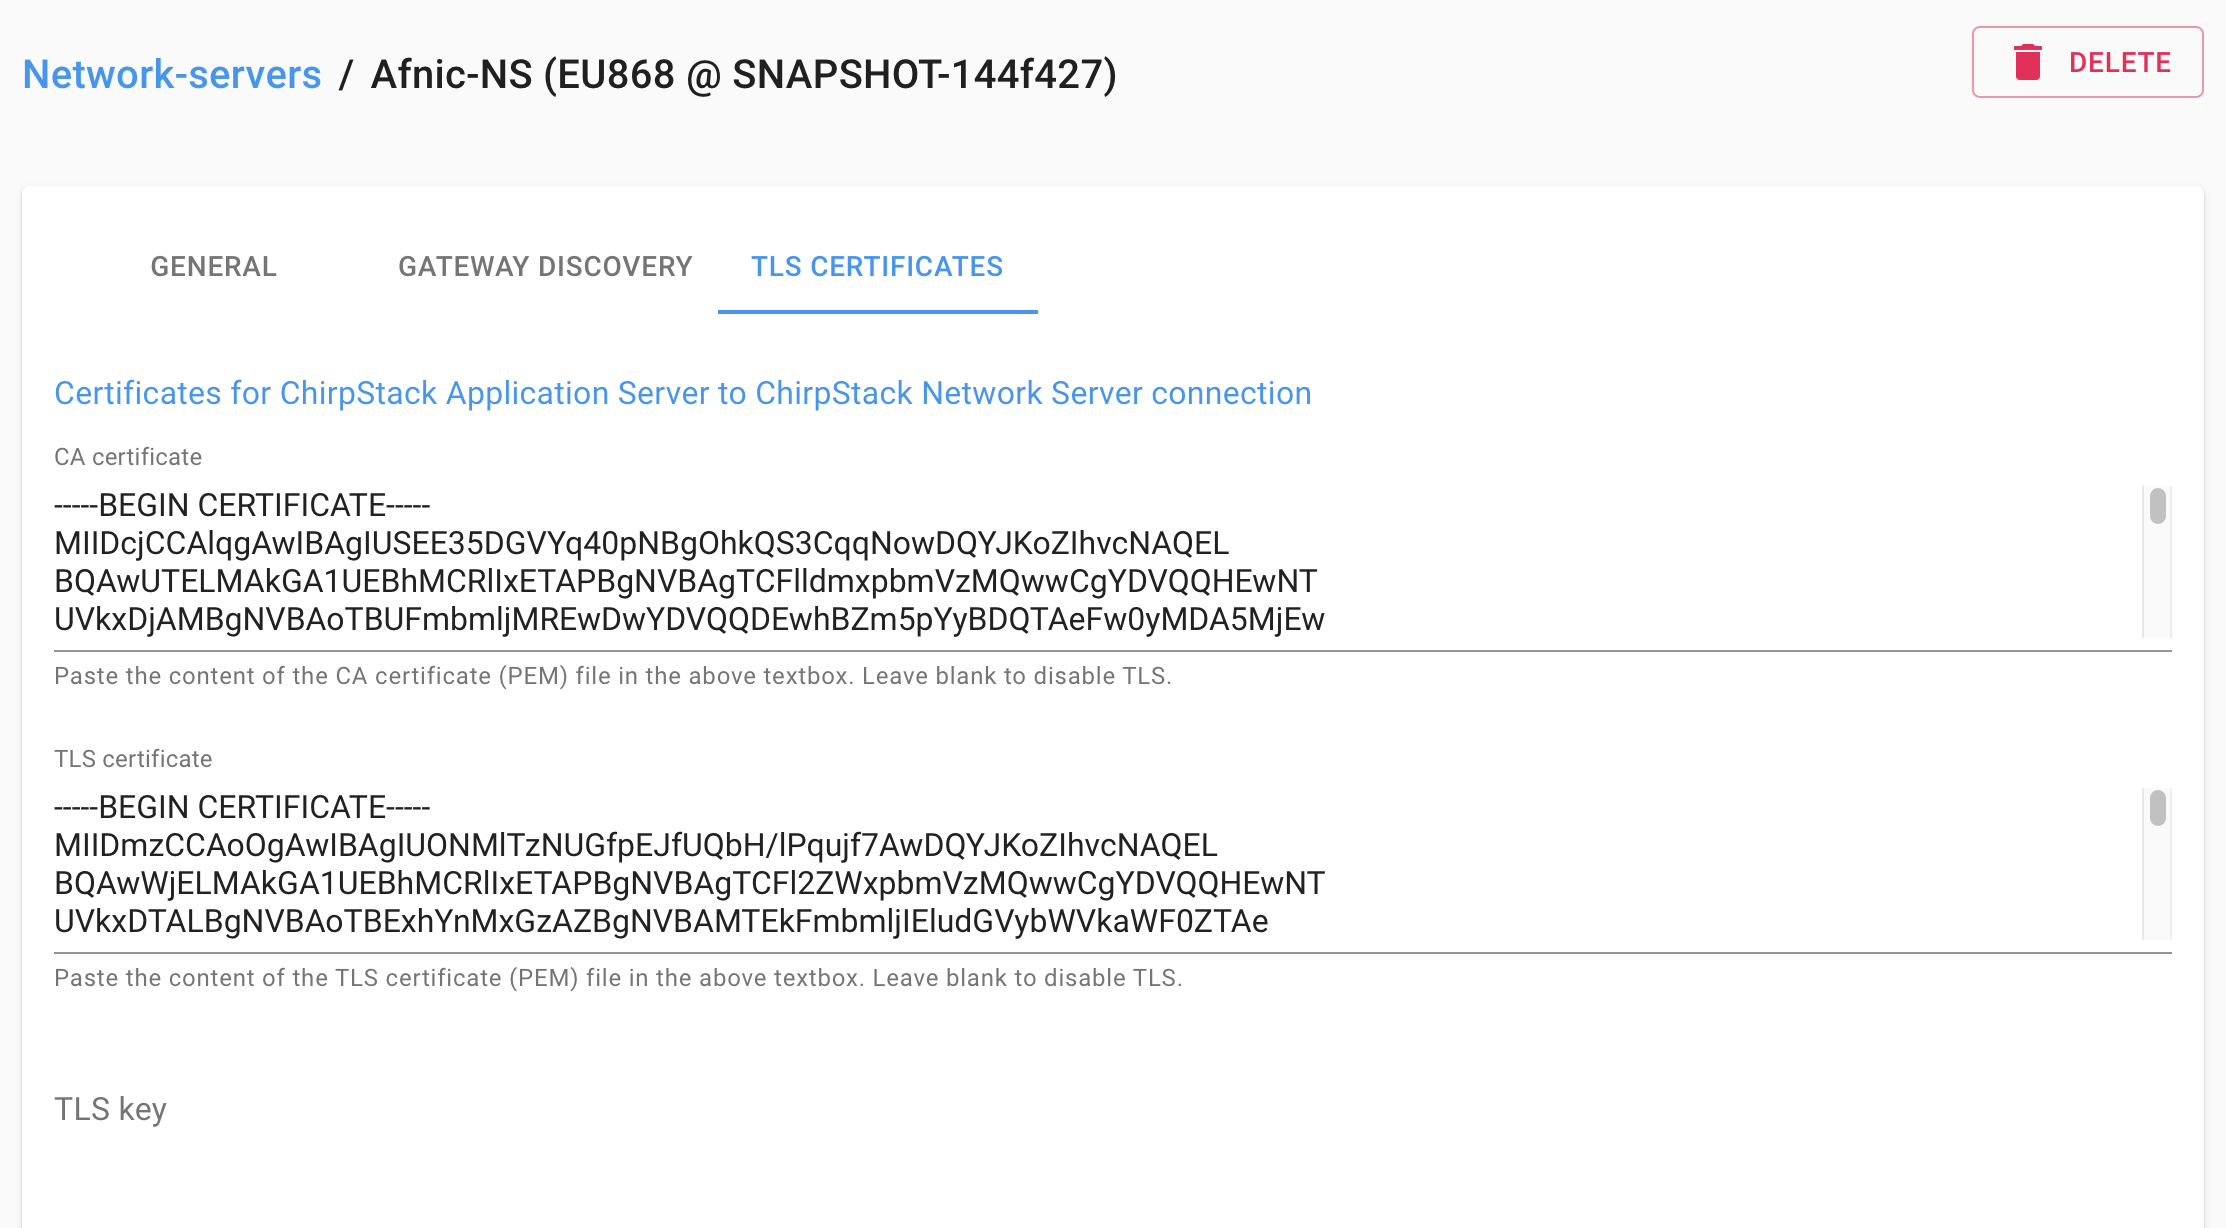 Network-servers / Afnic-NS (EU868 @ SNAPSHOT-144f427)
DELETE
GENERAL GATEWAY DISCOVERY TLS CERTIFICATES
Certificates for ChirpStack Application Server to ChirpStack Network Server connection
CA certificate
-----BEGIN CERTIFICATE-----
MIIDcjCCAlqgAwIBAgIUSEE35DGVYq40pNBgOhkQS3CqqNowDQYJKoZIhvcNAQEL
BQAwUTELMAkGA1UEBhMCRlIxETAPBgNVBAgTCFlldmxpbmVzMQwwCgYDVQQHEwNT
UVkxDjAMBgNVBAoTBUFmbmljMREwDwYDVQQDEwhBZm5pYyBDQTAeFw0yMDA5MjEw
Paste the content of the CA certificate (PEM) file in the above textbox. Leave blank to disable TLS.
TLS certificate
-----BEGIN CERTIFICATE-----
MIIDmzCCAoOgAwIBAgIUONMlTzNUGfpEJfUQbH/lPqujf7AwDQYJKoZIhvcNAQEL
BQAwWjELMAkGA1UEBhMCRlIxETAPBgNVBAgTCFl2ZWxpbmVzMQwwCgYDVQQHEwNT
UVkxDTALBgNVBAoTBExhYnMxGzAZBgNVBAMTEkFmbmljIEludGVybWVkaWF0ZTAe
Paste the content of the TLS certificate (PEM) file in the above textbox. Leave blank to disable TLS.
TLS key